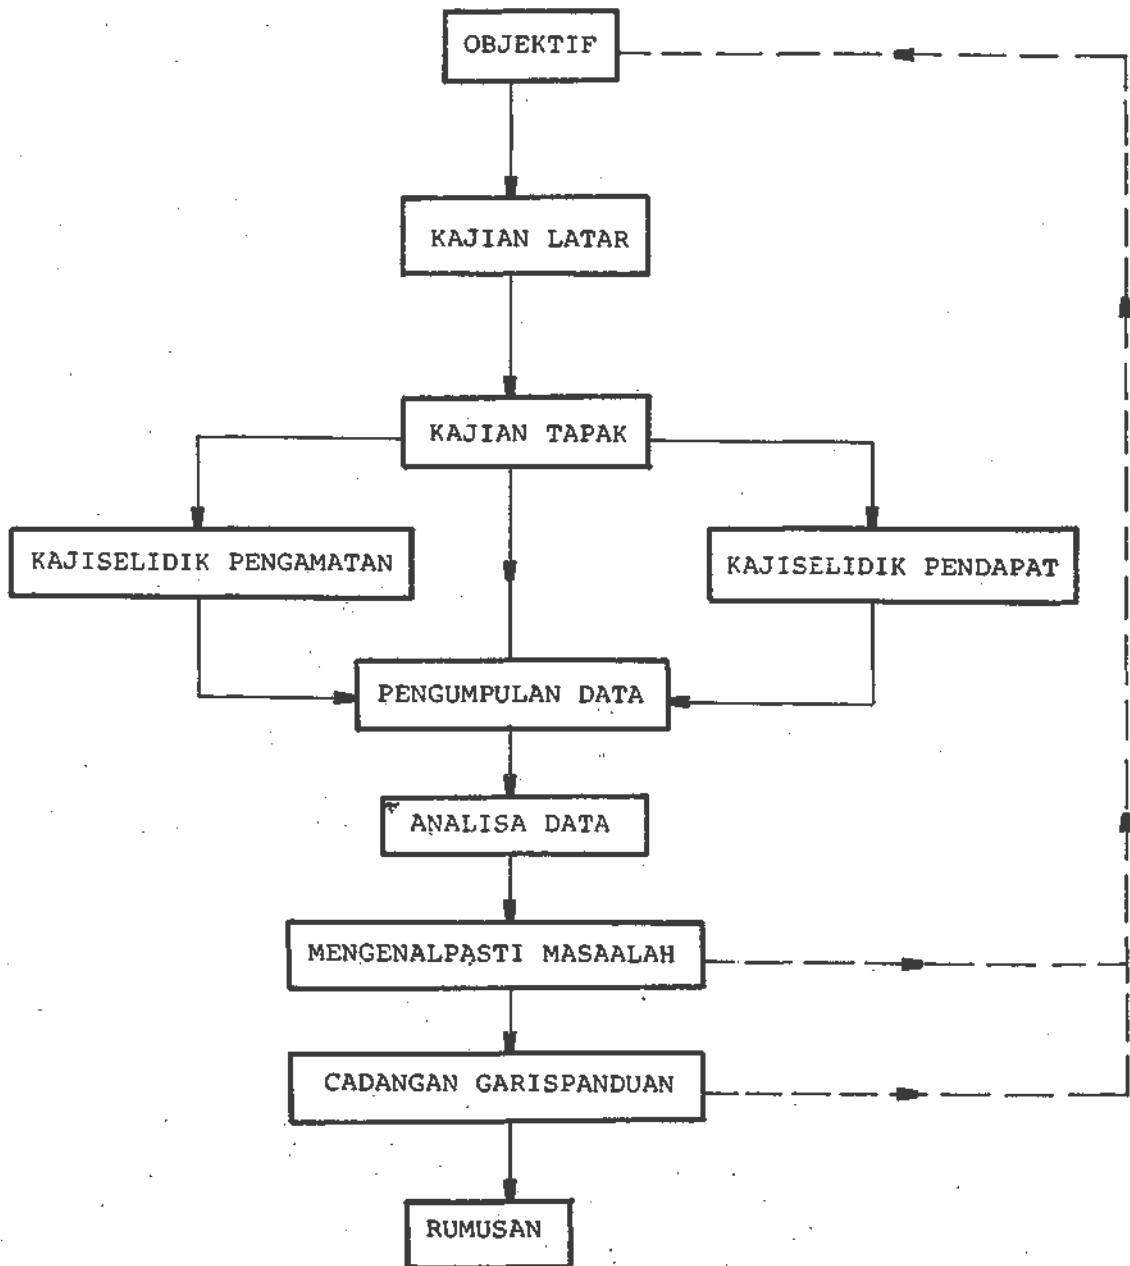 OBJEKTIF
KAJIAN LATAR
KAJIAN TAPAK
KAJISELIDIK PENGAMATAN
KAJISELIDIK PENDAPAT
PENGUMPULAN DATA
ANALISA DATA
MENGENALPASTI MASAALAH
CADANGAN GARISPANDUAN
RUMUSAN